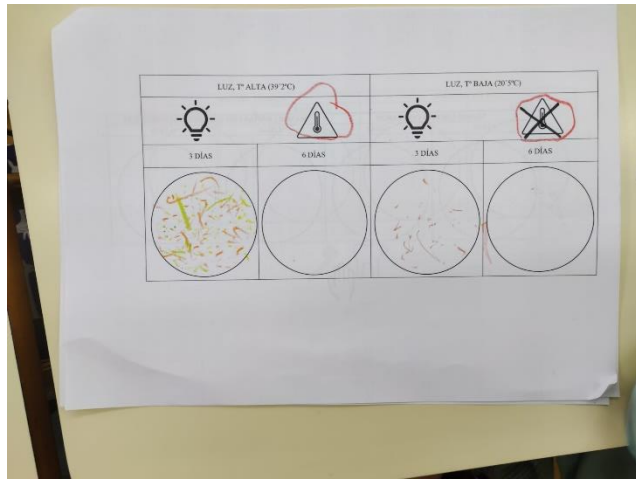 LUZ, Tª ALTA (39'2ºC)
LUZ, Tª BAJA (20'3ºC)
3 DÍAS
6 DÍAS
3 DÍAS
6 DÍAS